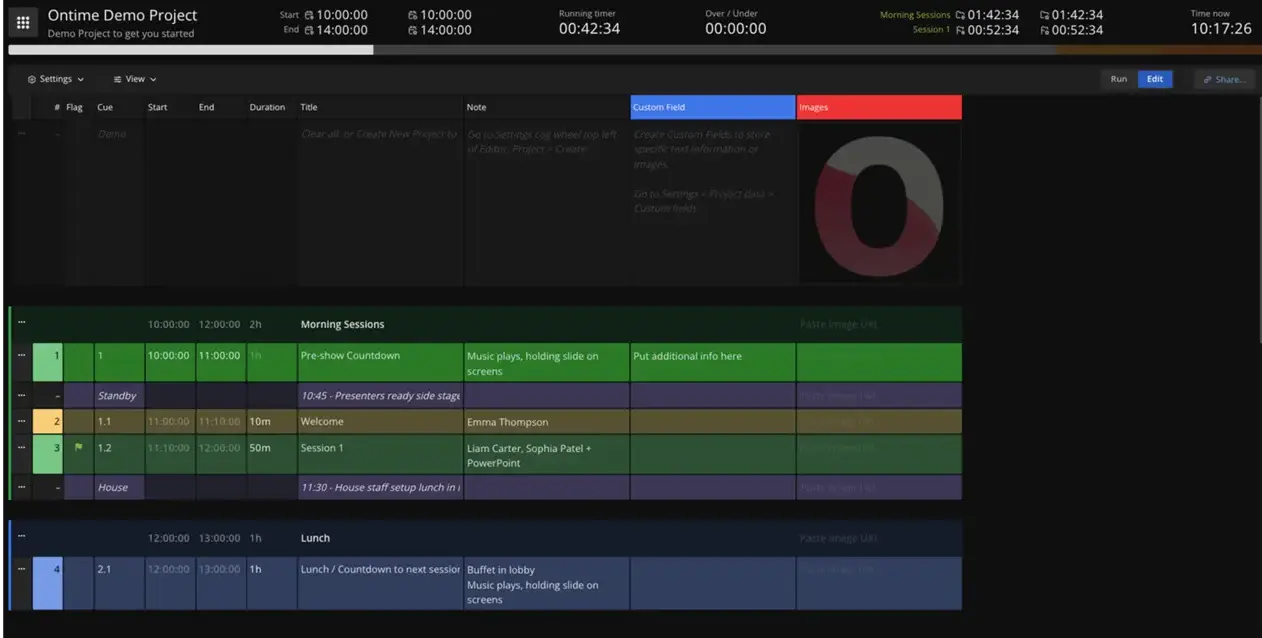 Ontime Demo Project
Demo Project to get you started
Start 10:00:00 10:00:00
End 14:00:00 14:00:00
Running timer
00:42:34
Over / Under
00:00:00
Morning Sessions 01:42:34 01:42:34
Session 1 00:52:34 00:52:34
Time now
10:17:26
Settings View
Run Edit Share...
# Flag Cue Start End Duration Title Note Custom Field Images
- Demo Clear all, or Create New Project to Go to Settings cog wheel top left Create Custom Fields to store
of Editor, Project > Create specific text information or
images.
Go to Settings > Project data >
Custom fields
10:00:00 12:00:00 2h Morning Sessions Paste image URL
1 1 10:00:00 11:00:00 1h Pre-show Countdown Music plays, holding slide on Put additional info here
screens
- Standby 10:45 - Presenters ready side stage Paste image URL
2 1.1 11:00:00 11:10:00 10m Welcome Emma Thompson
3 1.2 11:10:00 12:00:00 50m Session 1 Liam Carter, Sophia Patel +
PowerPoint
- House 11:30 - House staff setup lunch in Paste image URL
12:00:00 13:00:00 1h Lunch Paste image URL
4 2.1 12:00:00 13:00:00 1h Lunch / Countdown to next session Buffet in lobby
Music plays, holding slide on
screens